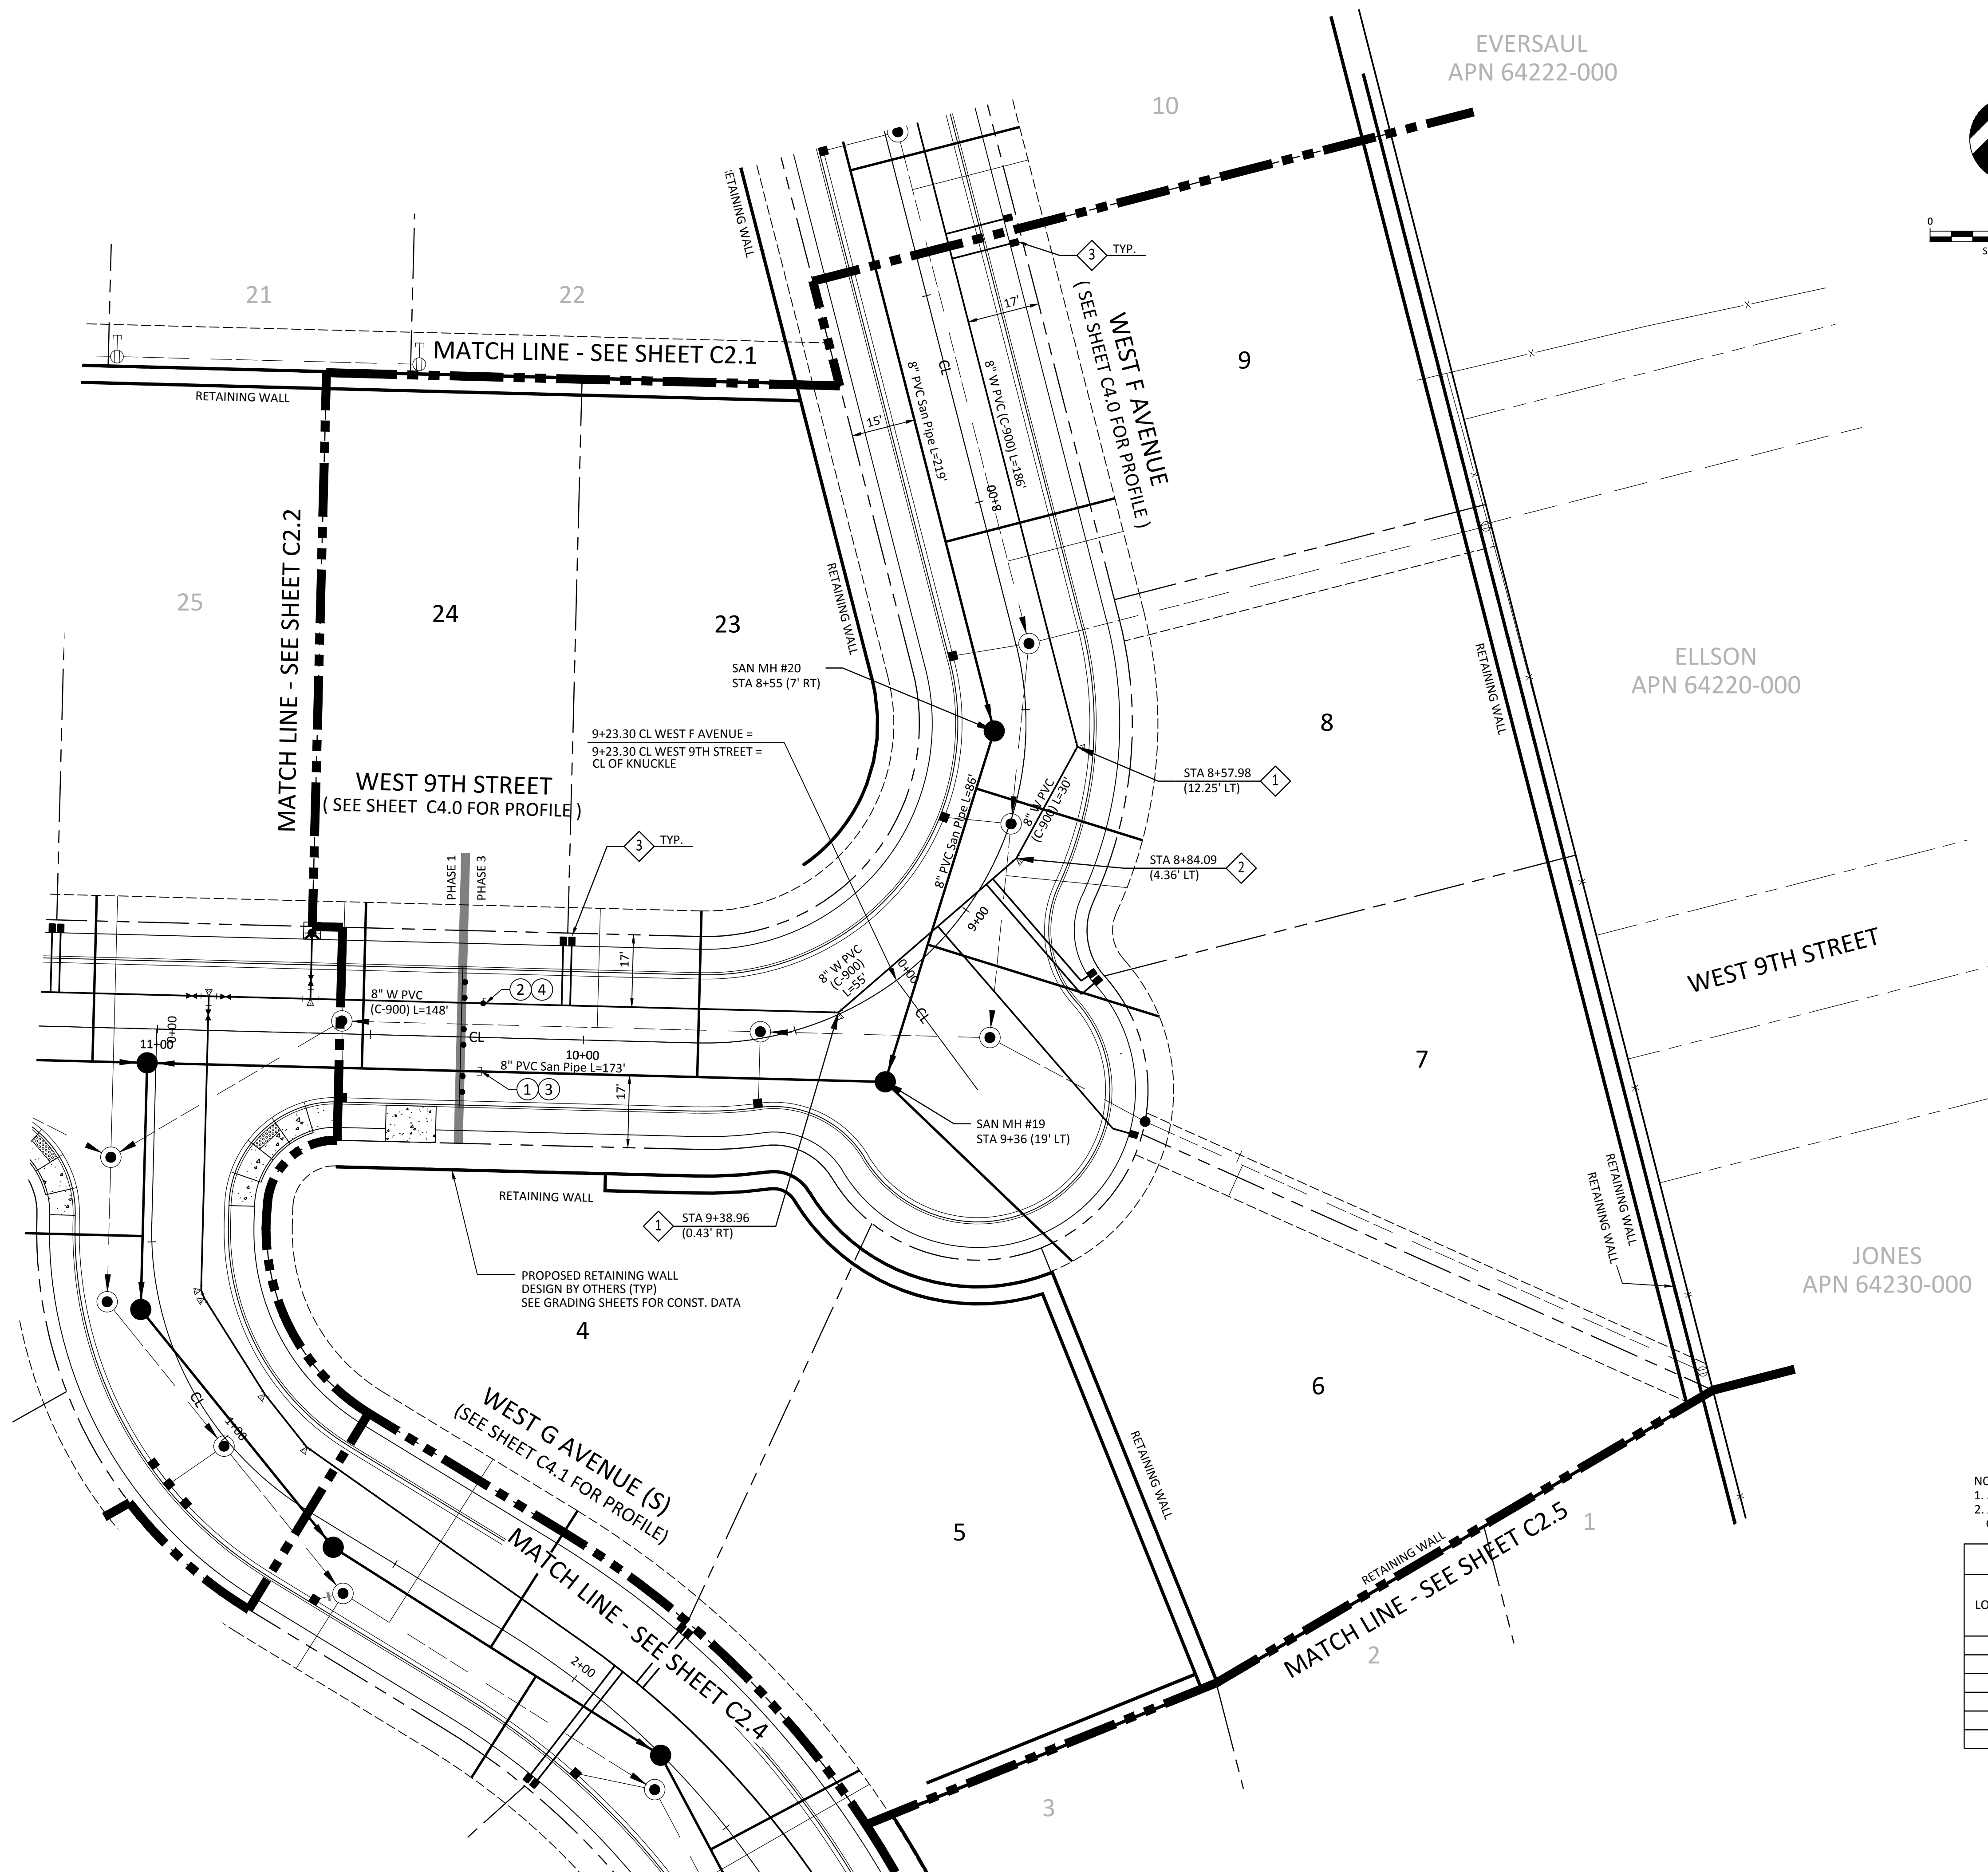 EVERSAUL
APN 64222-000
10
0
S
21
22
MATCH LINE - SEE SHEET C2.1
RETAINING WALL
ETAINING WALL
3
TYP.
17'
WEST F AVENUE
( SEE SHEET C4.0 FOR PROFILE )
9
15'
8" PVC San Pipe L=219'
CL
8" W PVC (C-900) L=186'
8+00
MATCH LINE - SEE SHEET C2.2
25
24
23
RETAINING WALL
SAN MH #20
STA 8+55 (7' RT)
9+23.30 CL WEST F AVENUE =
9+23.30 CL WEST 9TH STREET =
CL OF KNUCKLE
WEST 9TH STREET
( SEE SHEET  C4.0 FOR PROFILE )
RETAINING WALL
ELLSON
APN 64220-000
8
STA 8+57.98
(12.25' LT)
1
8" W PVC
(C-900) L=30'
8" PVC San Pipe L=86'
STA 8+84.09
(4.36' LT)
2
3
TYP.
PHASE 1
PHASE 3
9+00
0+00
CL
8" W PVC
(C-900)
L=55'
17'
2
4
8" W PVC
(C-900) L=148'
CL
0+00
11+00
10+00
8" PVC San Pipe L=173'
1
3
17'
WEST 9TH STREET
7
SAN MH #19
STA 9+36 (19' LT)
RETAINING WALL
1
STA 9+38.96
(0.43' RT)
RETAINING WALL
RETAINING WALL
JONES
APN 64230-000
PROPOSED RETAINING WALL
DESIGN BY OTHERS (TYP)
SEE GRADING SHEETS FOR CONST. DATA
4
6
CL
1+00
WEST G AVENUE (S)
(SEE SHEET C4.1 FOR PROFILE)
RETAINING WALL
5
RETAINING WALL
MATCH LINE - SEE SHEET C2.5
1
2
MATCH LINE - SEE SHEET C2.4
2+00
3
NO
1.
2.
LO